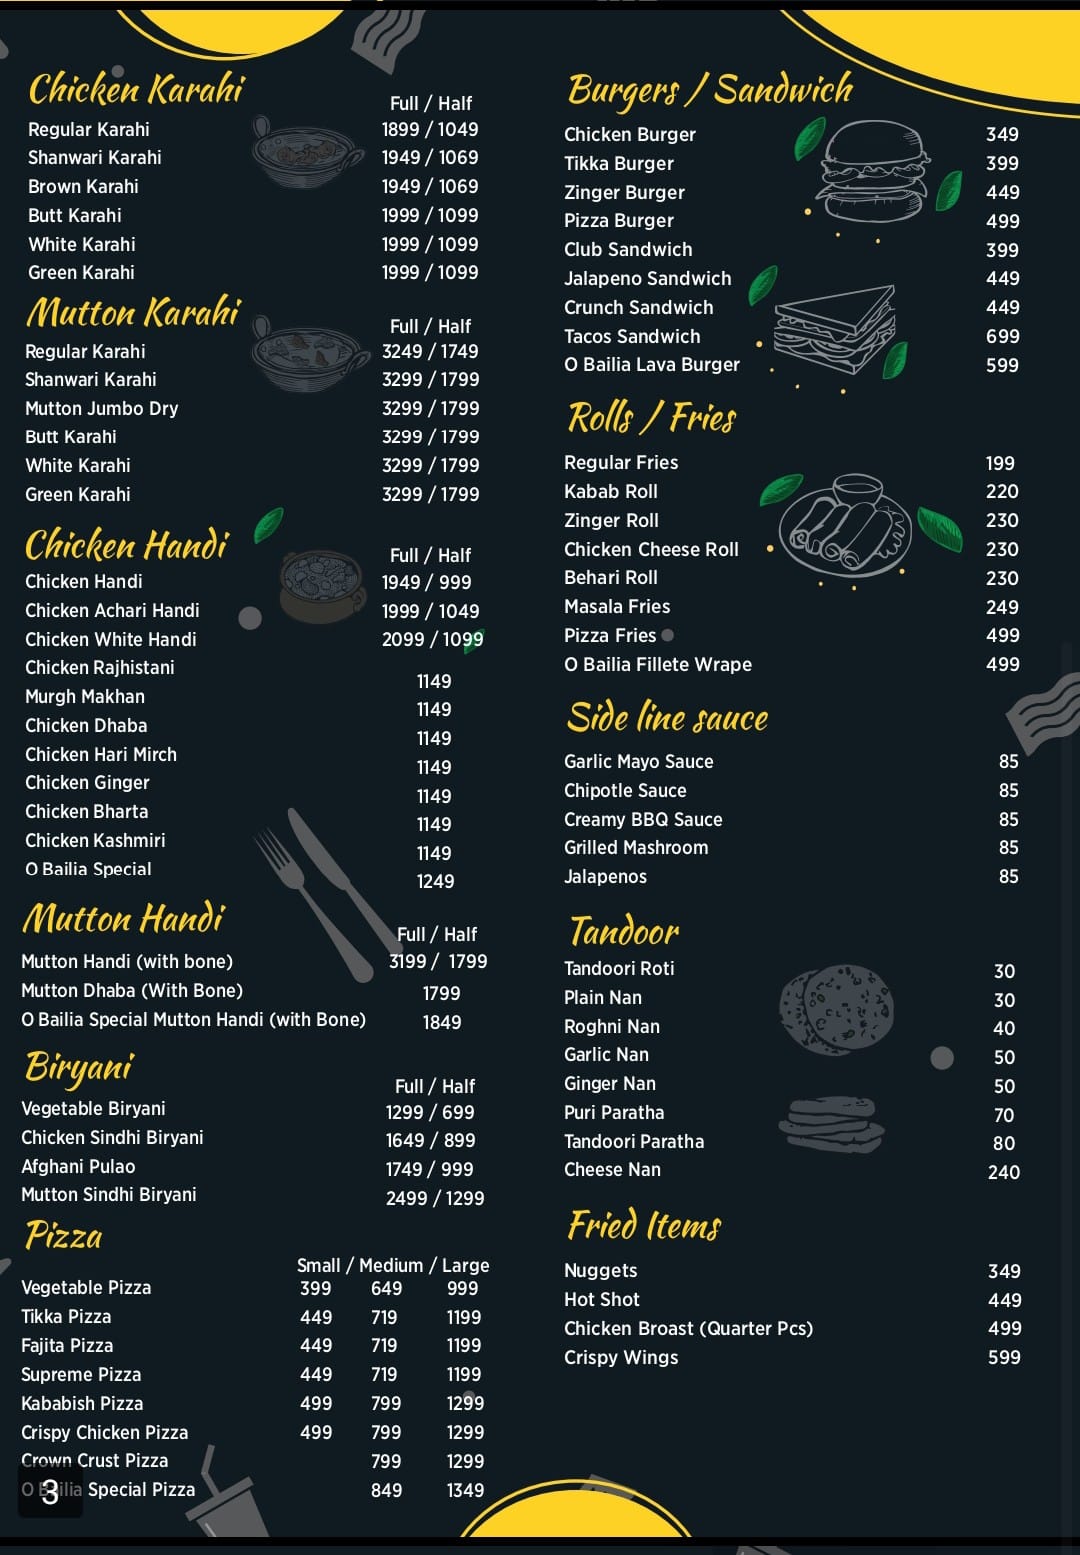 Chicken Karahi
Full / Half
Regular Karahi 1899 / 1049
Shanwari Karahi 1949 / 1069
Brown Karahi 1949 / 1069
Butt Karahi 1999 / 1099
White Karahi 1999 / 1099
Green Karahi 1999 / 1099
Mutton Karahi
Full / Half
Regular Karahi 3249 / 1749
Shanwari Karahi 3299 / 1799
Mutton Jumbo Dry 3299 / 1799
Butt Karahi 3299 / 1799
White Karahi 3299 / 1799
Green Karahi 3299 / 1799
Chicken Handi
Full / Half
Chicken Handi 1949 / 999
Chicken Achari Handi 1999 / 1049
Chicken White Handi 2099 / 1099
Chicken Rajhistani 1149
Murgh Makhan 1149
Chicken Dhaba 1149
Chicken Hari Mirch 1149
Chicken Ginger 1149
Chicken Bharta 1149
Chicken Kashmiri 1149
O Bailia Special 1249
Mutton Handi
Full / Half
Mutton Handi (with bone) 3199 / 1799
Mutton Dhaba (With Bone) 1799
O Bailia Special Mutton Handi (with Bone) 1849
Biryani
Full / Half
Vegetable Biryani 1299 / 699
Chicken Sindhi Biryani 1649 / 899
Afghani Pulao 1749 / 999
Mutton Sindhi Biryani 2499 / 1299
Pizza
Small / Medium / Large
Vegetable Pizza 399 649 999
Tikka Pizza 449 719 1199
Fajita Pizza 449 719 1199
Supreme Pizza 449 719 1199
Kababish Pizza 499 799 1299
Crispy Chicken Pizza 499 799 1299
Crown Crust Pizza 799 1299
O Bailia Special Pizza 849 1349
3
Burgers / Sandwich
Chicken Burger 349
Tikka Burger 399
Zinger Burger 449
Pizza Burger 499
Club Sandwich 399
Jalapeno Sandwich 449
Crunch Sandwich 449
Tacos Sandwich 699
O Bailia Lava Burger 599
Rolls / Fries
Regular Fries 199
Kabab Roll 220
Zinger Roll 230
Chicken Cheese Roll 230
Behari Roll 230
Masala Fries 249
Pizza Fries 499
O Bailia Fillete Wrape 499
Side line sauce
Garlic Mayo Sauce 85
Chipotle Sauce 85
Creamy BBQ Sauce 85
Grilled Mashroom 85
Jalapenos 85
Tandoor
Tandoori Roti 30
Plain Nan 30
Roghni Nan 40
Garlic Nan 50
Ginger Nan 50
Puri Paratha 70
Tandoori Paratha 80
Cheese Nan 240
Fried Items
Nuggets 349
Hot Shot 449
Chicken Broast (Quarter Pcs) 499
Crispy Wings 599